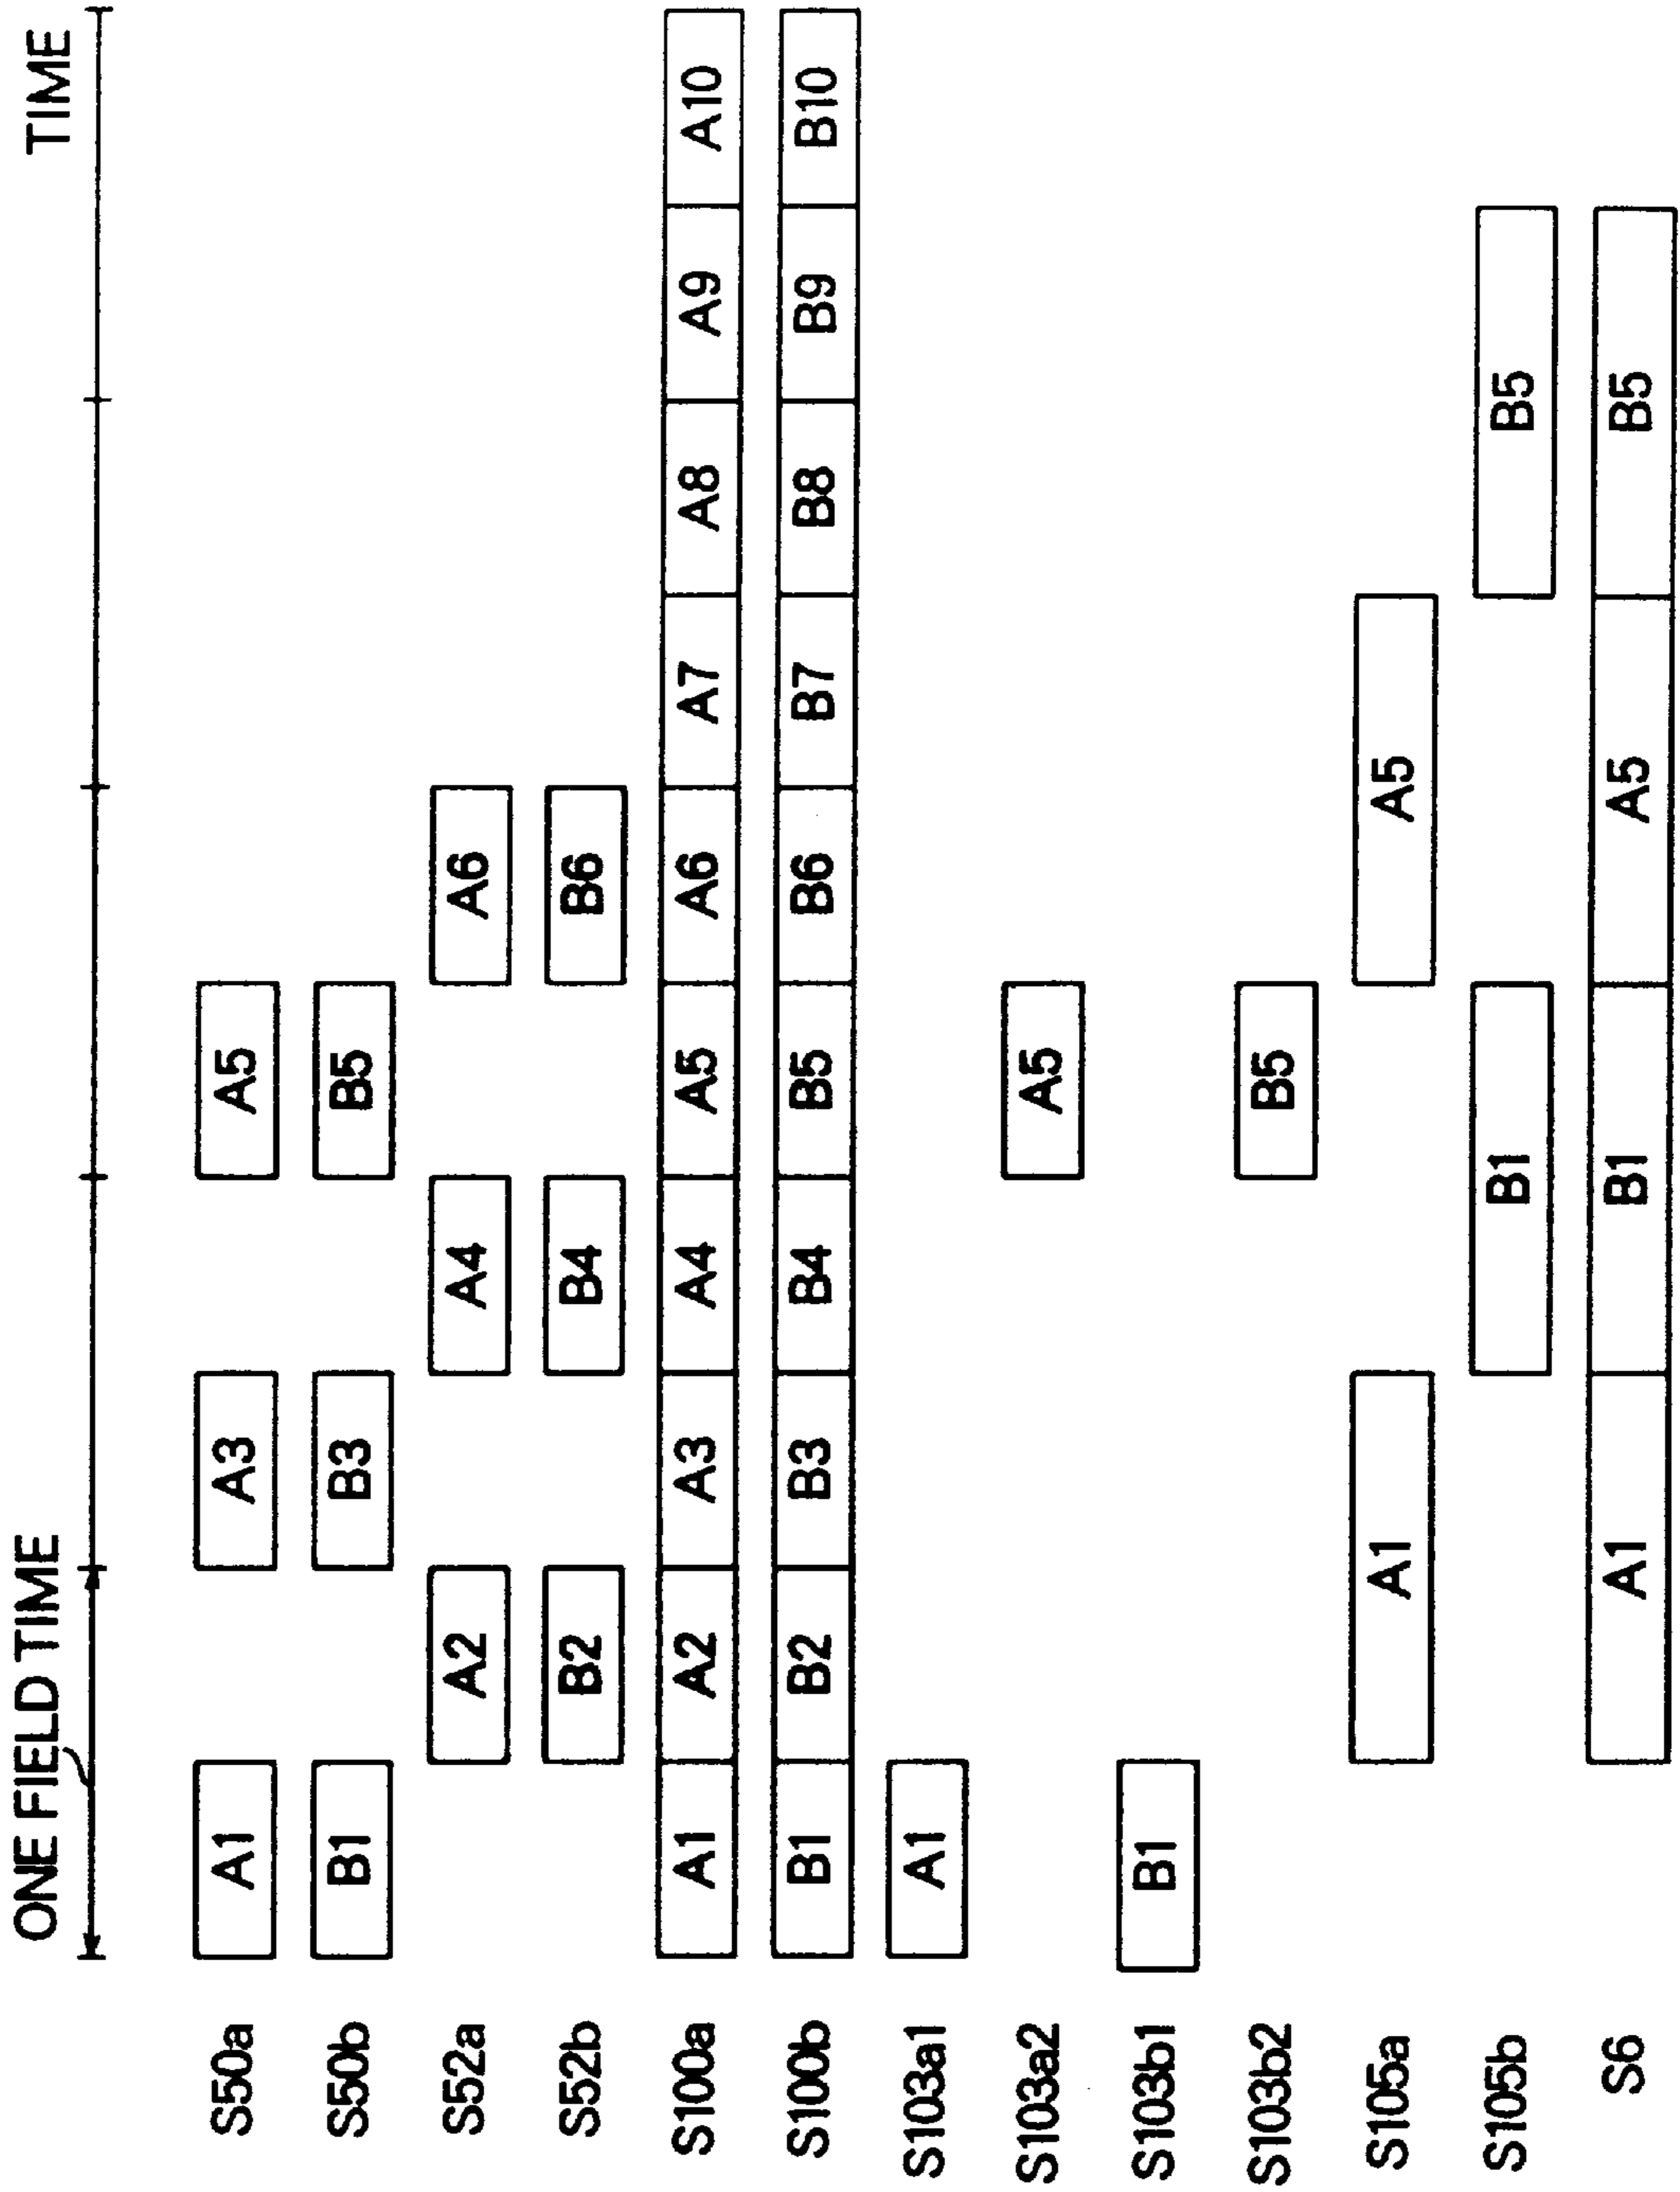 ONE FIELD TIME
TIME
S50a A1 A3 A5
S50b B1 B3 B5
S52a A2 A4 A6
S52b B2 B4 B6
S100a A1 A2 A3 A4 A5 A6 A7 A8 A9 A10
S100b B1 B2 B3 B4 B5 B6 B7 B8 B9 B10
S103a1 A1
S103a2 A5
S103b1 B1
S103b2 B5
S105a A1 A5
S105b B1 B5
S6 A1 B1 A5 B5